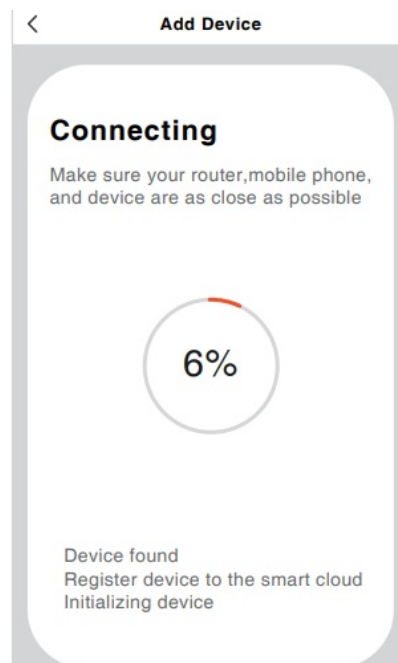 Add Device
Connecting
Make sure your router,mobile phone,
and device are as close as possible
6%
Device found
Register device to the smart cloud
Initializing device